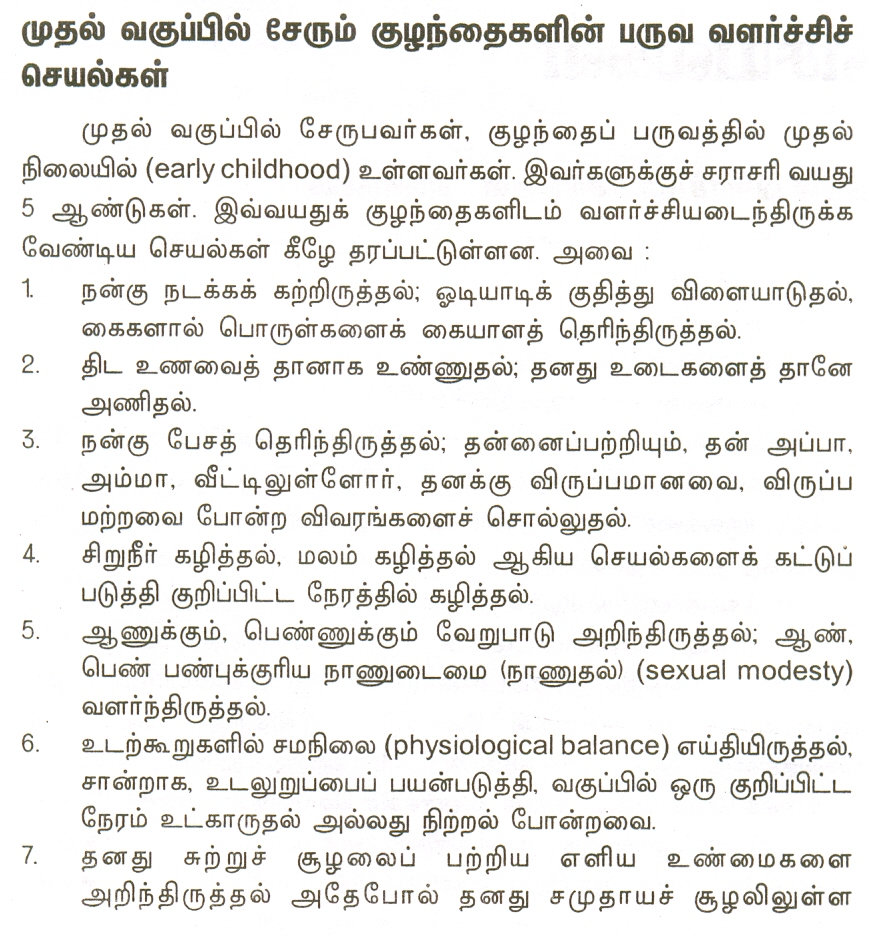 முதல் வகுப்பில் சேரும் குழந்தைகளின் பருவ வளர்ச்சிச்
செயல்கள்
முதல் வகுப்பில் சேருபவர்கள், குழந்தைப் பருவத்தில் முதல்
நிலையில் (early childhood) உள்ளவர்கள். இவர்களுக்குச் சராசரி வயது
5 ஆண்டுகள். இவ்வயதுக் குழந்தைகளிடம் வளர்ச்சியடைந்திருக்க
வேண்டிய செயல்கள் கீழே தரப்பட்டுள்ளன. அவை :
1. நன்கு நடக்கக் கற்றிருத்தல்; ஓடியாடிக் குதித்து விளையாடுதல்,
கைகளால் பொருள்களைக் கையாளத் தெரிந்திருத்தல்.
2. திட உணவைத் தானாக உண்ணுதல்; தனது உடைகளைத் தானே
அணிதல்.
3. நன்கு பேசத் தெரிந்திருத்தல்; தன்னைப்பற்றியும், தன் அப்பா,
அம்மா, வீட்டிலுள்ளோர், தனக்கு விருப்பமானவை, விருப்ப
மற்றவை போன்ற விவரங்களைச் சொல்லுதல்.
4. சிறுநீர் கழித்தல், மலம் கழித்தல் ஆகிய செயல்களைக் கட்டுப்
படுத்தி குறிப்பிட்ட நேரத்தில் கழித்தல்.
5. ஆணுக்கும், பெண்ணுக்கும் வேறுபாடு அறிந்திருத்தல்; ஆண்,
பெண் பண்புக்குரிய நாணுடைமை (நாணுதல்) (sexual modesty)
வளர்ந்திருத்தல்.
6. உடற்கூறுகளில் சமநிலை (physiological balance) எய்தியிருத்தல்,
சான்றாக, உடலுறுப்பைப் பயன்படுத்தி, வகுப்பில் ஒரு குறிப்பிட்ட
நேரம் உட்காருதல் அல்லது நிற்றல் போன்றவை.
7. தனது சுற்றுச் சூழலைப் பற்றிய எளிய உண்மைகளை
அறிந்திருத்தல் அதேபோல் தனது சமுதாயச் சூழலிலுள்ள